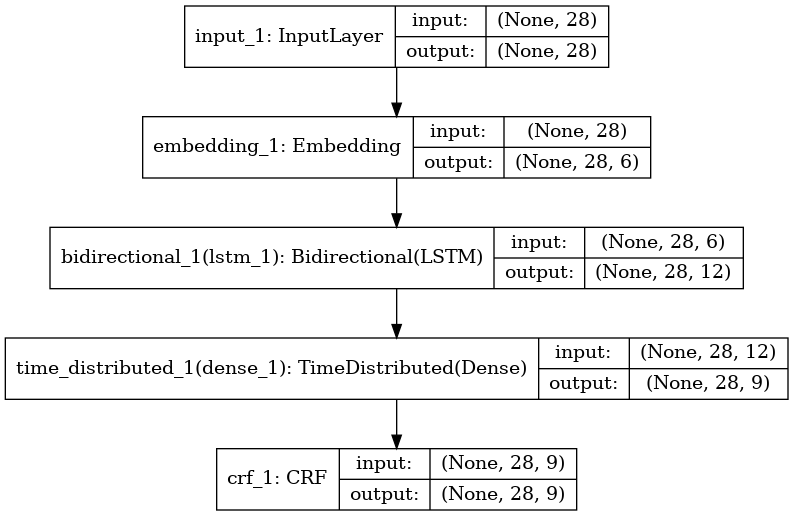 input_1: InputLayer
input:
(None, 28)
output:
(None, 28)
embedding_1: Embedding
input:
(None, 28)
output:
(None, 28, 6)
bidirectional_1(lstm_1): Bidirectional(LSTM)
input:
(None, 28, 6)
output:
(None, 28, 12)
time_distributed_1(dense_1): TimeDistributed(Dense)
input:
(None, 28, 12)
output:
(None, 28, 9)
crf_1: CRF
input:
(None, 28, 9)
output:
(None, 28, 9)